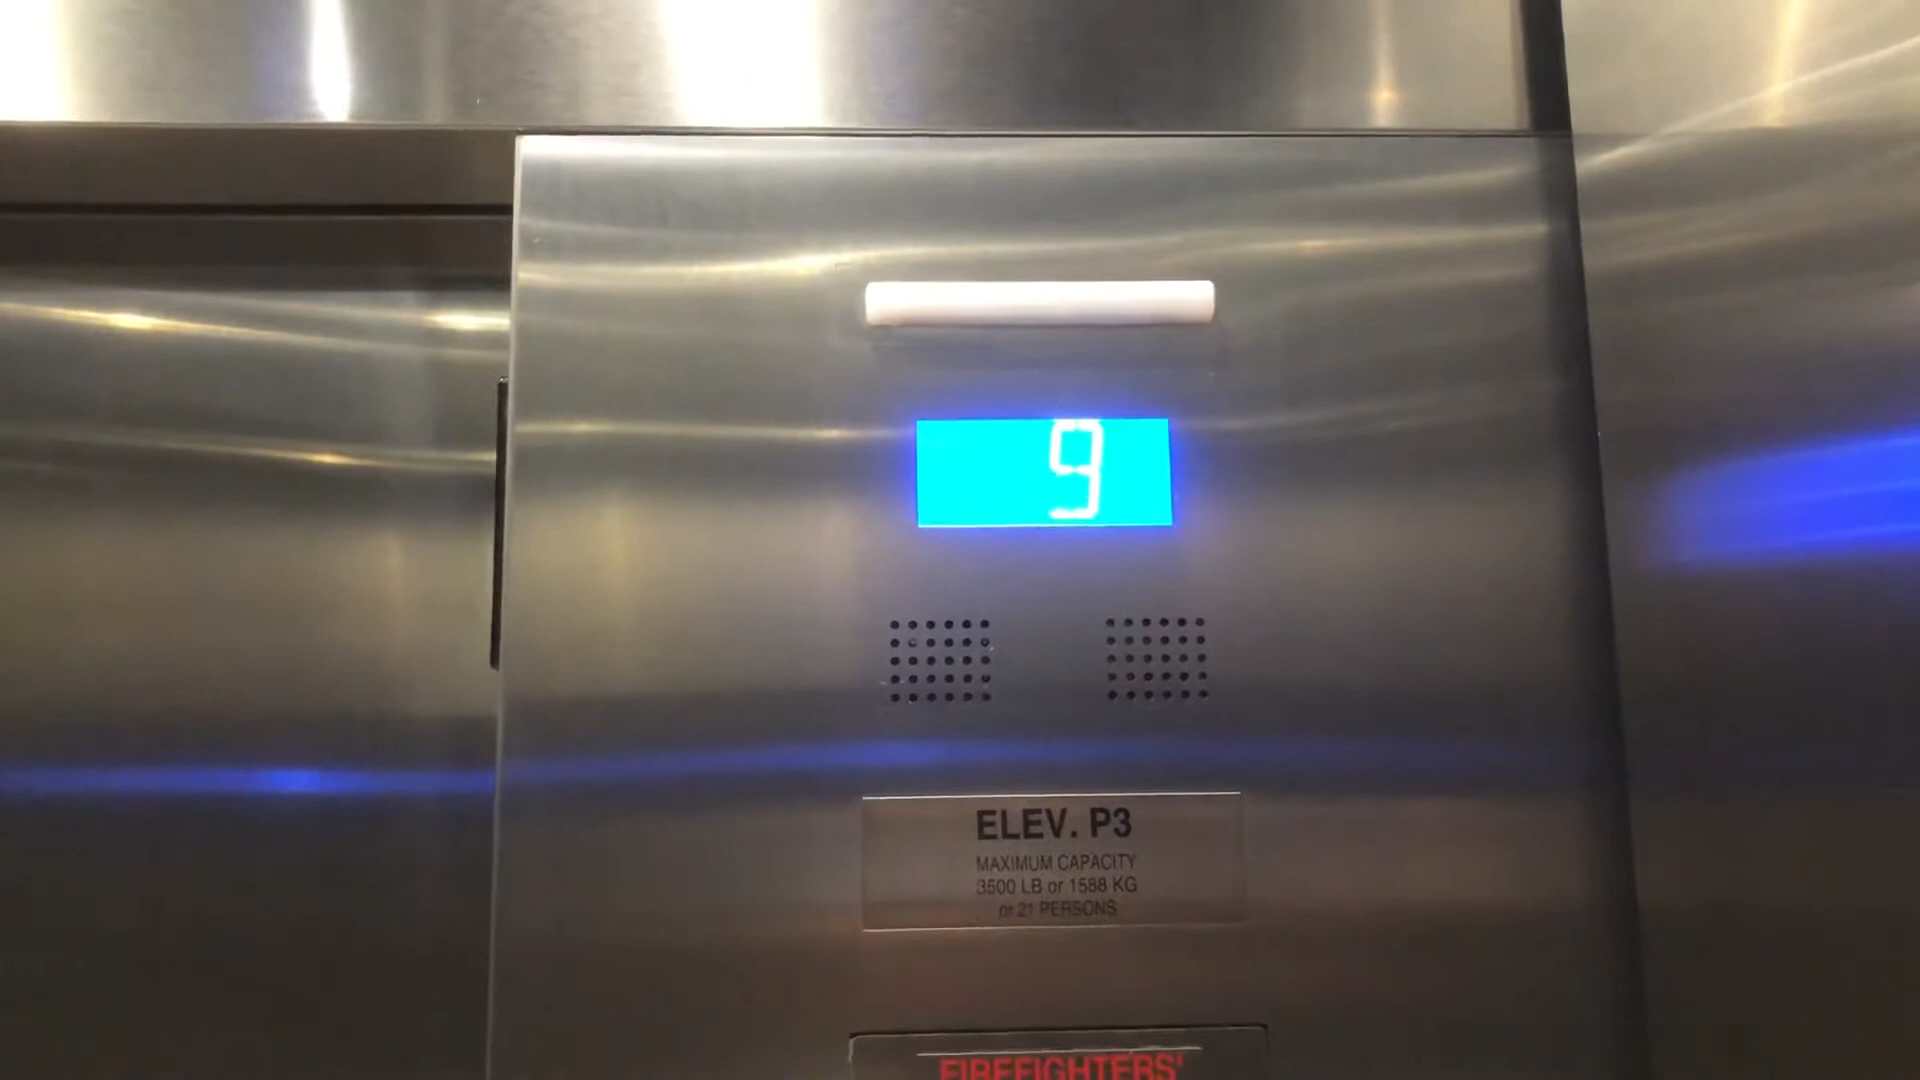 9
ELEV. P3
MAXIMUM CAPACITY
3500 LB or 1588 KG
or 21 PERSONS
FIREFIGHTERS'